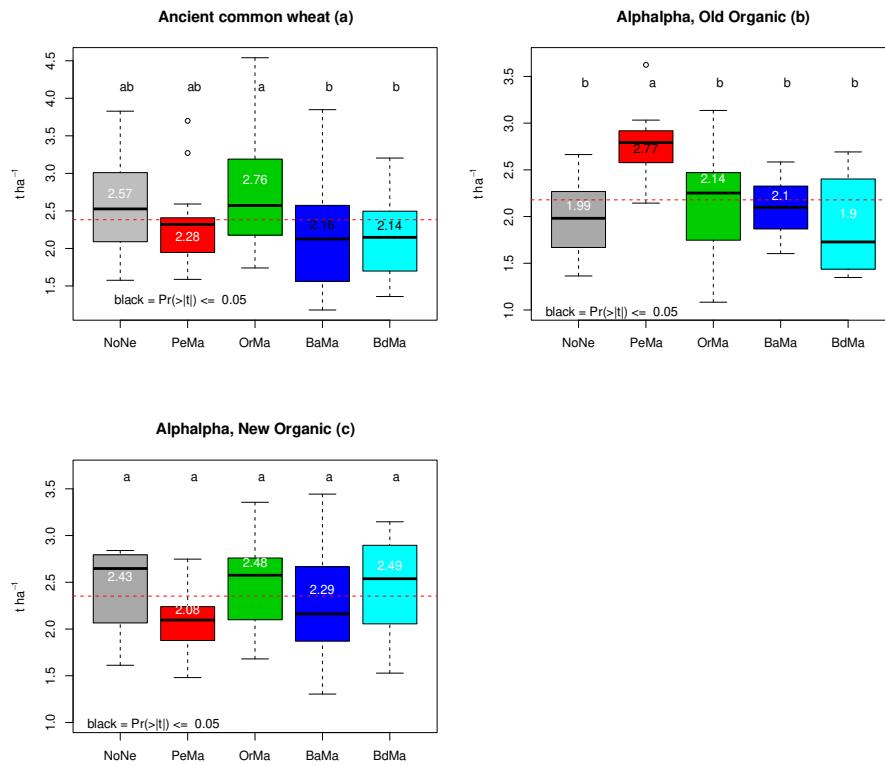 Ancient common wheat (a)
t ha⁻¹
4.5
4.0
3.5
3.0
2.5
2.0
1.5
ab ab a b b
2.57 2.28 2.76 2.16 2.14
black = Pr(>|t|) <= 0.05
NoNe PeMa OrMa BaMa BdMa
Alphalpha, Old Organic (b)
t ha⁻¹
3.5
3.0
2.5
2.0
1.5
1.0
b a b b b
1.99 2.77 2.14 2.1 1.9
black = Pr(>|t|) <= 0.05
NoNe PeMa OrMa BaMa BdMa
Alphalpha, New Organic (c)
t ha⁻¹
3.5
3.0
2.5
2.0
1.5
1.0
a a a a a
2.43 2.08 2.48 2.29 2.49
black = Pr(>|t|) <= 0.05
NoNe PeMa OrMa BaMa BdMa